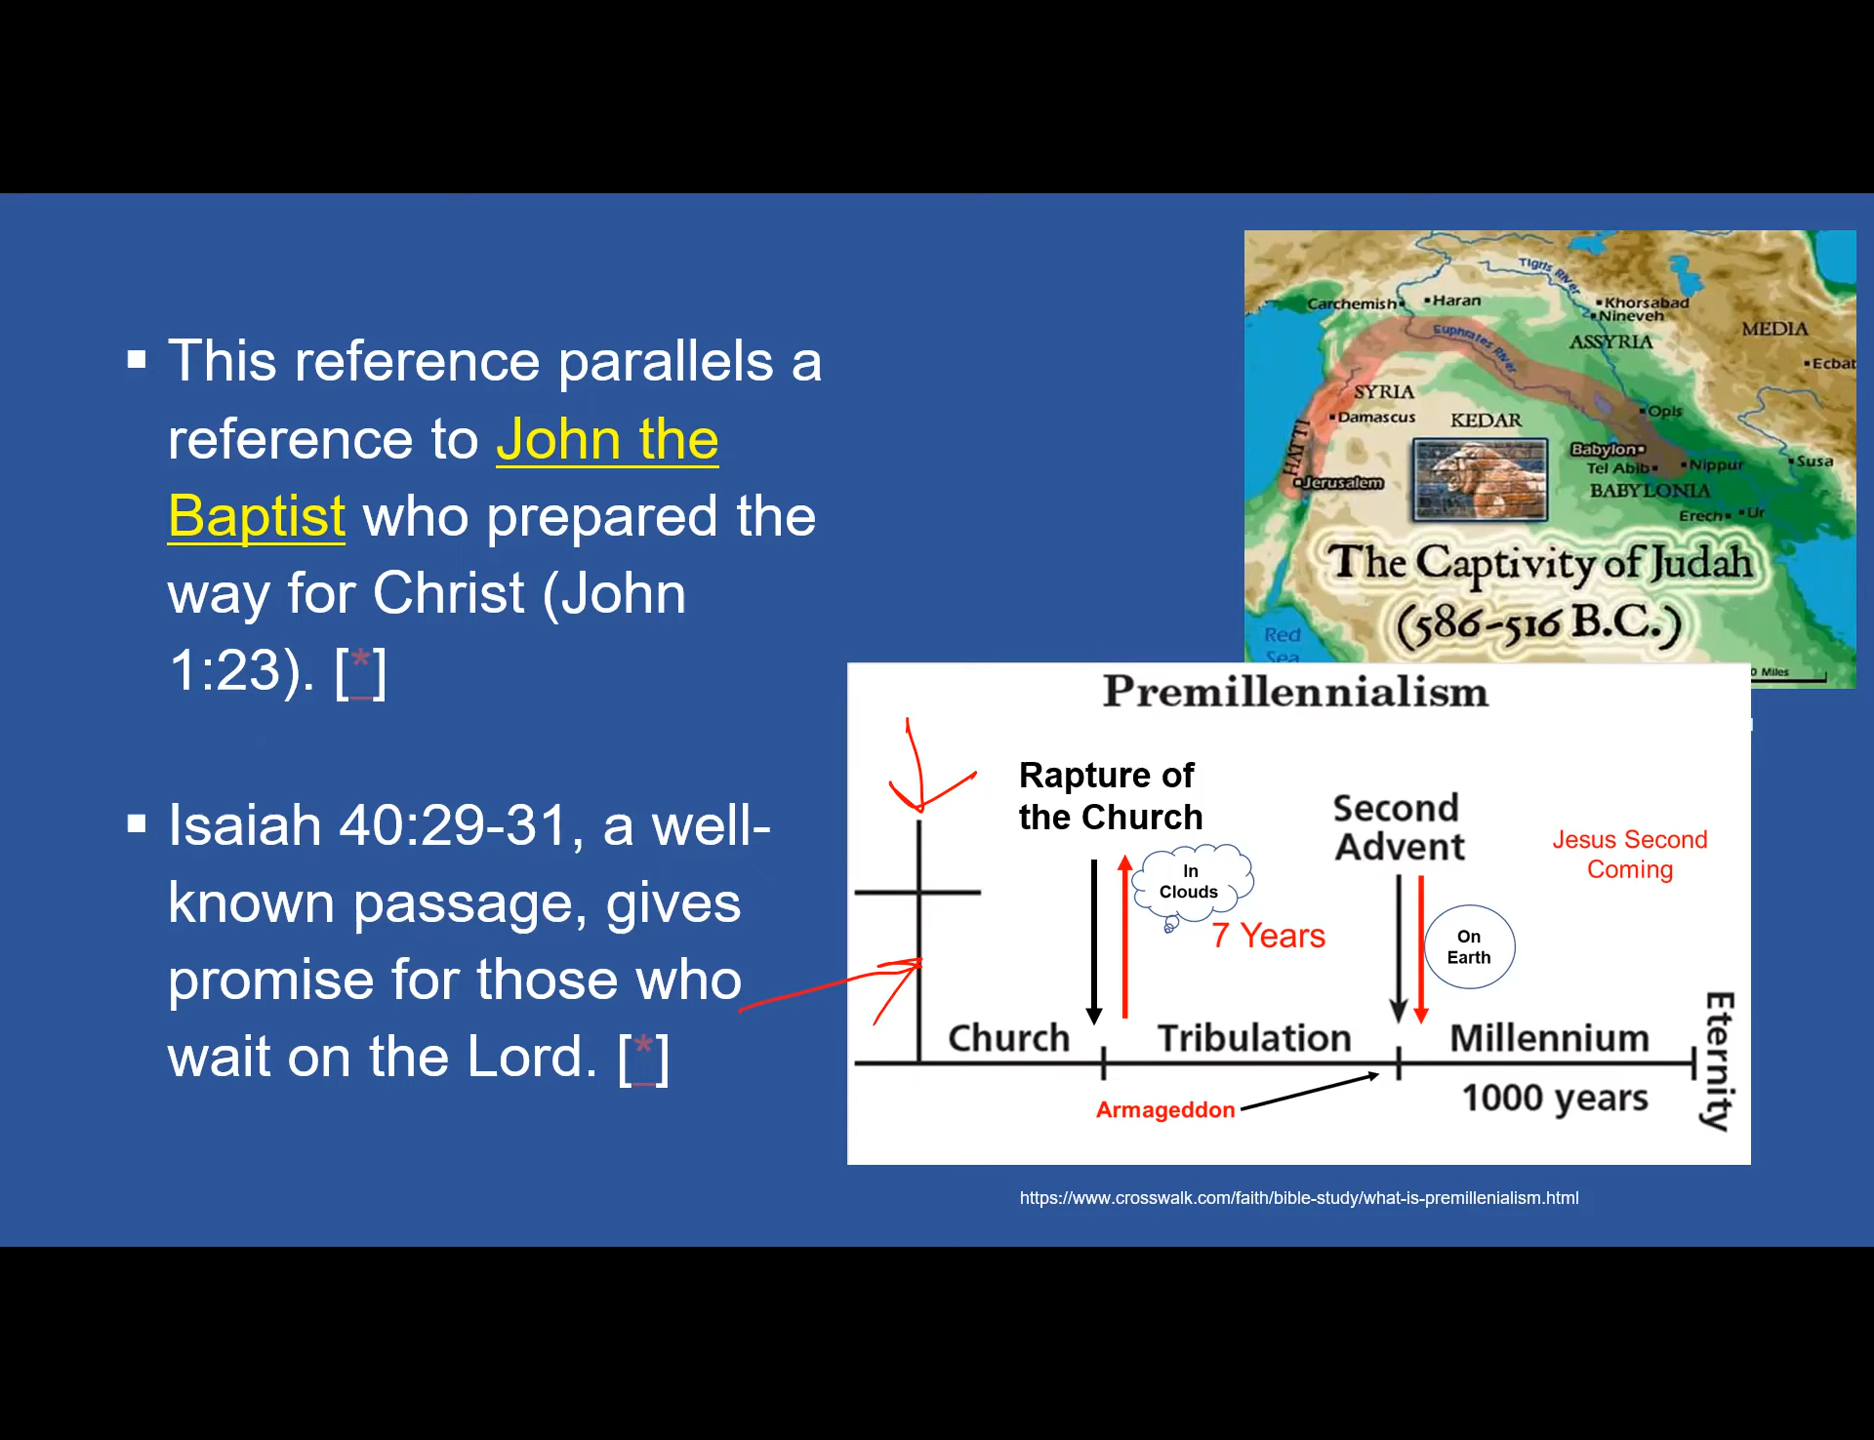 ▪ This reference parallels a
reference to John the
Baptist who prepared the
way for Christ (John
1:23). [*]
▪ Isaiah 40:29-31, a well-
known passage, gives
promise for those who
wait on the Lord. [*]
Tigris River
Carchemish
Haran
Khorsabad
Nineveh
MEDIA
Euphrates River
ASSYRIA
Ecbat
SYRIA
Damascus
KEDAR
Opis
HATTI
Babylon
Tel Abib
Nippur
Susa
Jerusalem
BABYLONIA
Erech
Ur
The Captivity of Judah
(586-516 B.C.)
Red
Sea
0 Miles
Premillennialism
Rapture of
the Church
Second
Advent
Jesus Second
Coming
In
Clouds
7 Years
On
Earth
Church
Tribulation
Millennium
Eternity
Armageddon
1000 years
https://www.crosswalk.com/faith/bible-study/what-is-premillenialism.html